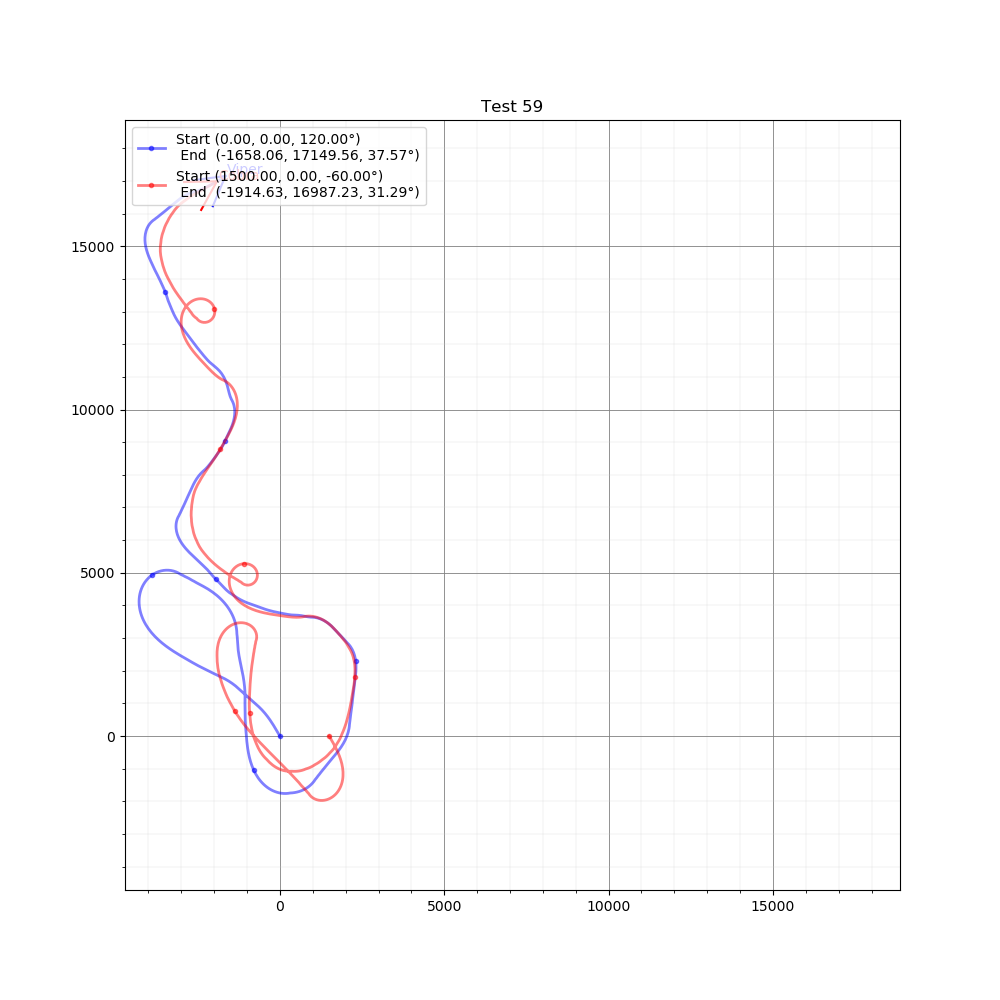 Test 59
Start (0.00, 0.00, 120.00°)
End (-1658.06, 17149.56, 37.57°)
Start (1500.00, 0.00, -60.00°)
End (-1914.63, 16987.23, 31.29°)
Viper
15000
10000
5000
0
0
5000
10000
15000